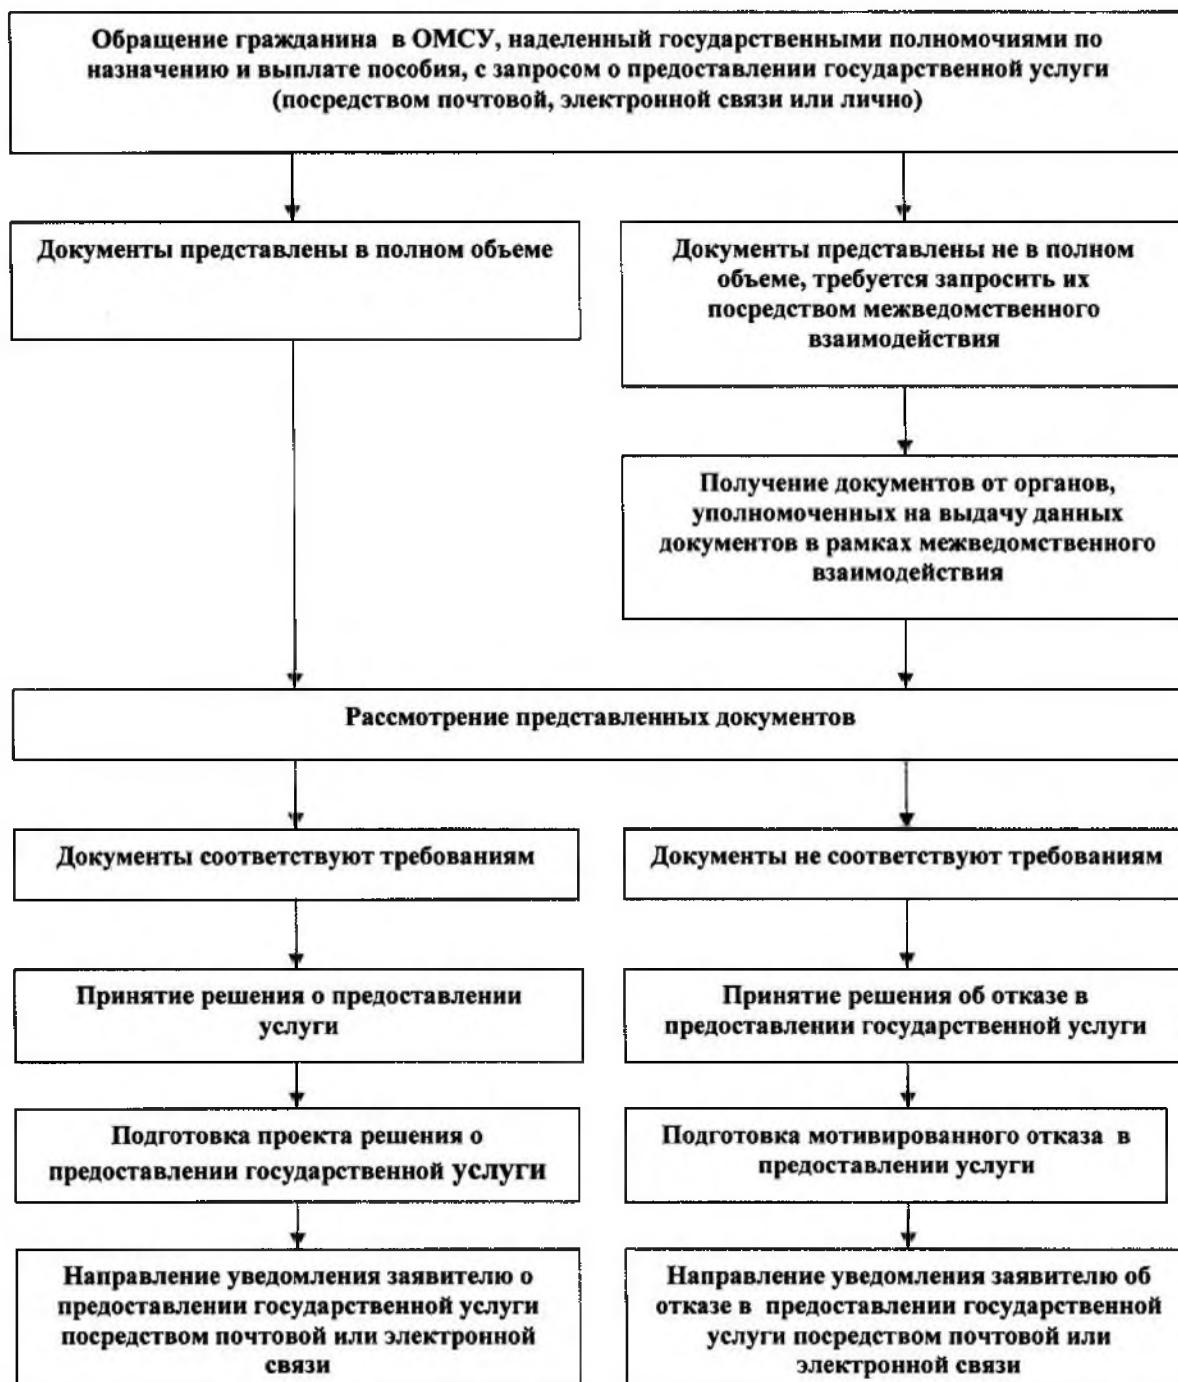 Обращение гражданина в ОМСУ, наделенный государственными полномочиями по
назначению и выплате пособия, с запросом о предоставлении государственной услуги
(посредством почтовой, электронной связи или лично)
Документы представлены в полном объеме
Документы представлены не в полном
объеме, требуется запросить их
посредством межведомственного
взаимодействия
Получение документов от органов,
уполномоченных на выдачу данных
документов в рамках межведомственного
взаимодействия
Рассмотрение представленных документов
Документы соответствуют требованиям
Документы не соответствуют требованиям
Принятие решения о предоставлении
услуги
Принятие решения об отказе в
предоставлении государственной услуги
Подготовка проекта решения о
предоставлении государственной услуги
Подготовка мотивированного отказа в
предоставлении услуги
Направление уведомления заявителю о
предоставлении государственной услуги
посредством почтовой или электронной
связи
Направление уведомления заявителю об
отказе в предоставлении государственной
услуги посредством почтовой или
электронной связи